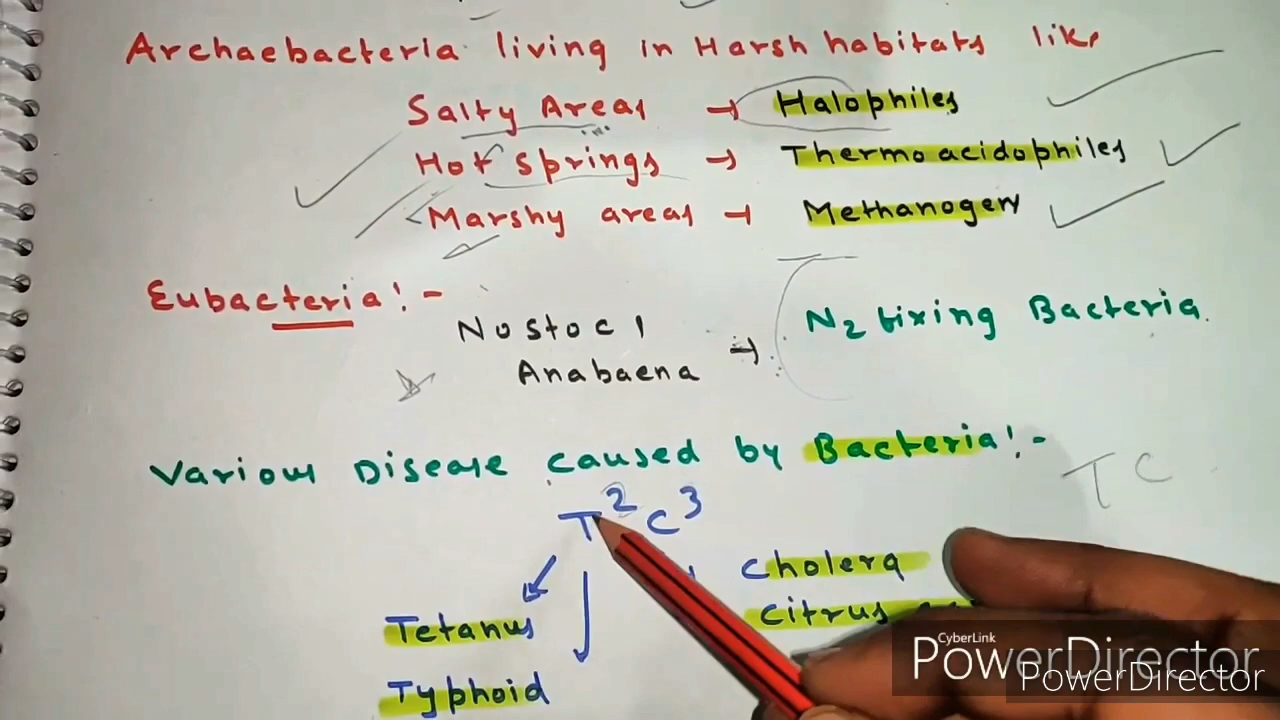 Archaebacteria living in Harsh habitats like
Salty Areas → Halophiles
Hot springs → Thermoacidophiles
Marshy areas → Methanogens
Eubacteria!-
Nostoc,
Anabaena → N2 fixing Bacteria
Various Disease caused by Bacteria!-
T C
T² C³
Cholera
Tetanus
Citrus
Typhoid
CyberLink
PowerDirector
PowerDirector